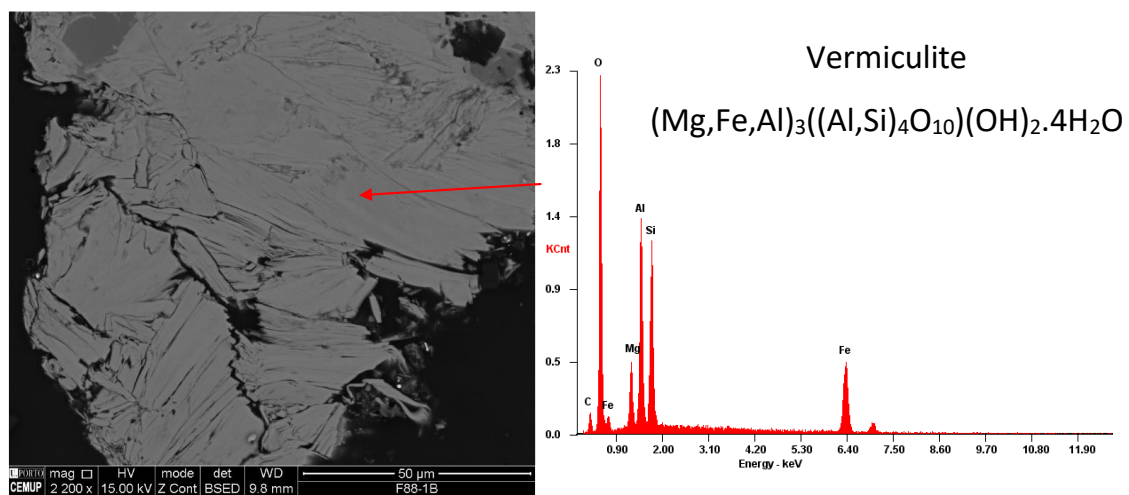 Vermiculite
(Mg,Fe,Al)₃((Al,Si)₄O₁₀)(OH)₂.4H₂O
O
2.3
1.8
Al
1.4
Si
KCnt
0.9
0.5
Mg
Fe
C
Fe
0.0
0.90 2.00 3.10 4.20 5.30 6.40 7.50 8.60 9.70 10.80 11.90
Energy - keV
U.PORTO
CEMUP
mag HV mode det WD
2 200 x 15.00 kV Z Cont BSED 9.8 mm
50 µm
F88-1B